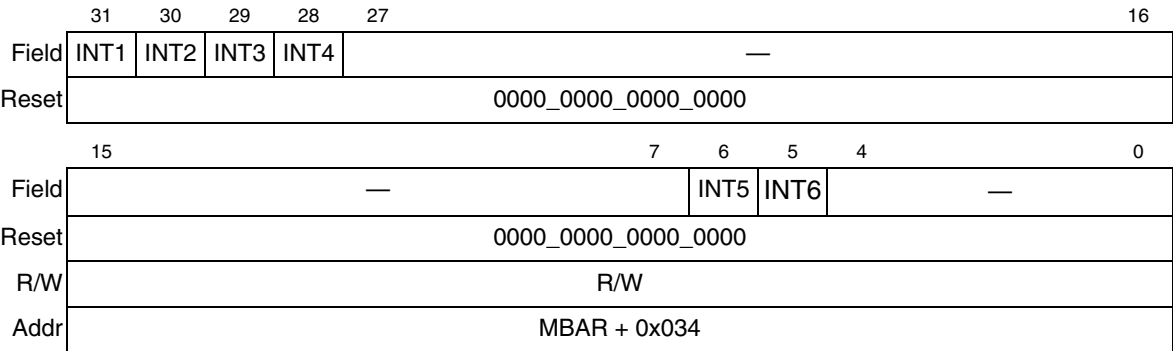 31 30 29 28 27 16
Field INT1 INT2 INT3 INT4 —
Reset 0000_0000_0000_0000
15 7 6 5 4 0
Field — INT5 INT6 —
Reset 0000_0000_0000_0000
R/W R/W
Addr MBAR + 0x034